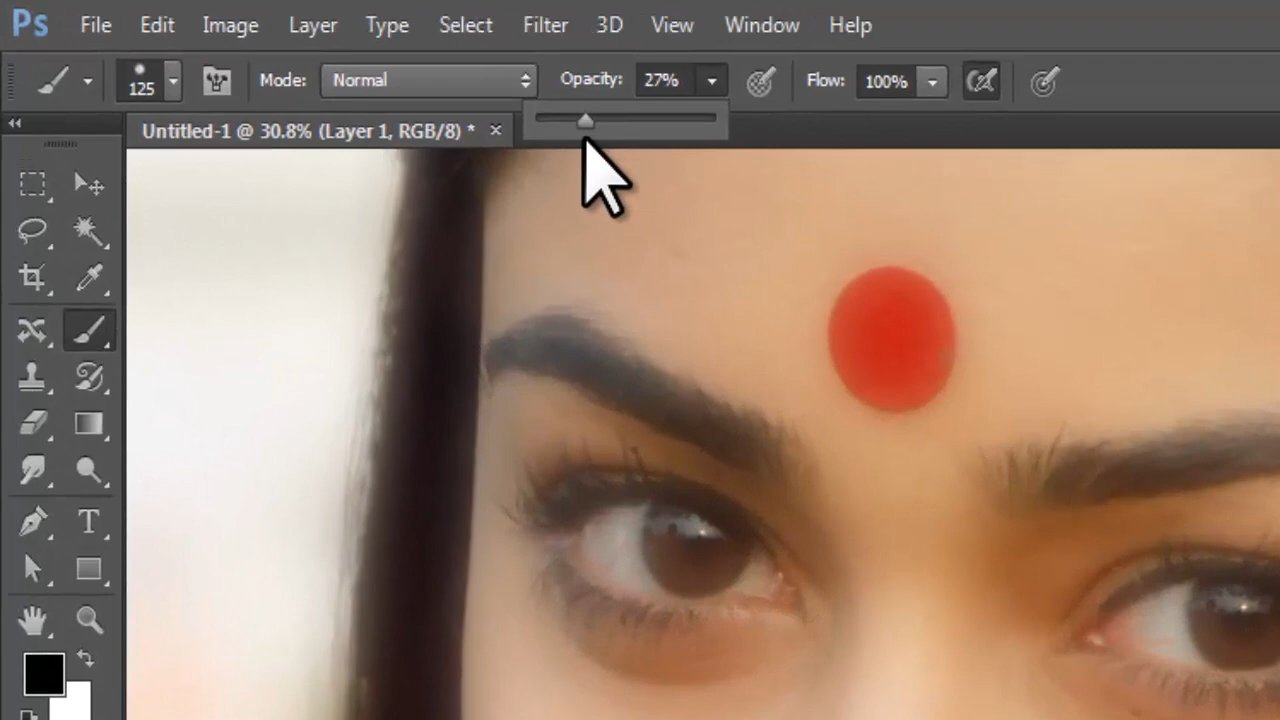 Ps File Edit Image Layer Type Select Filter 3D View Window Help
125 Mode: Normal Opacity: 27% Flow: 100%
Untitled-1 @ 30.8% (Layer 1, RGB/8) *
T